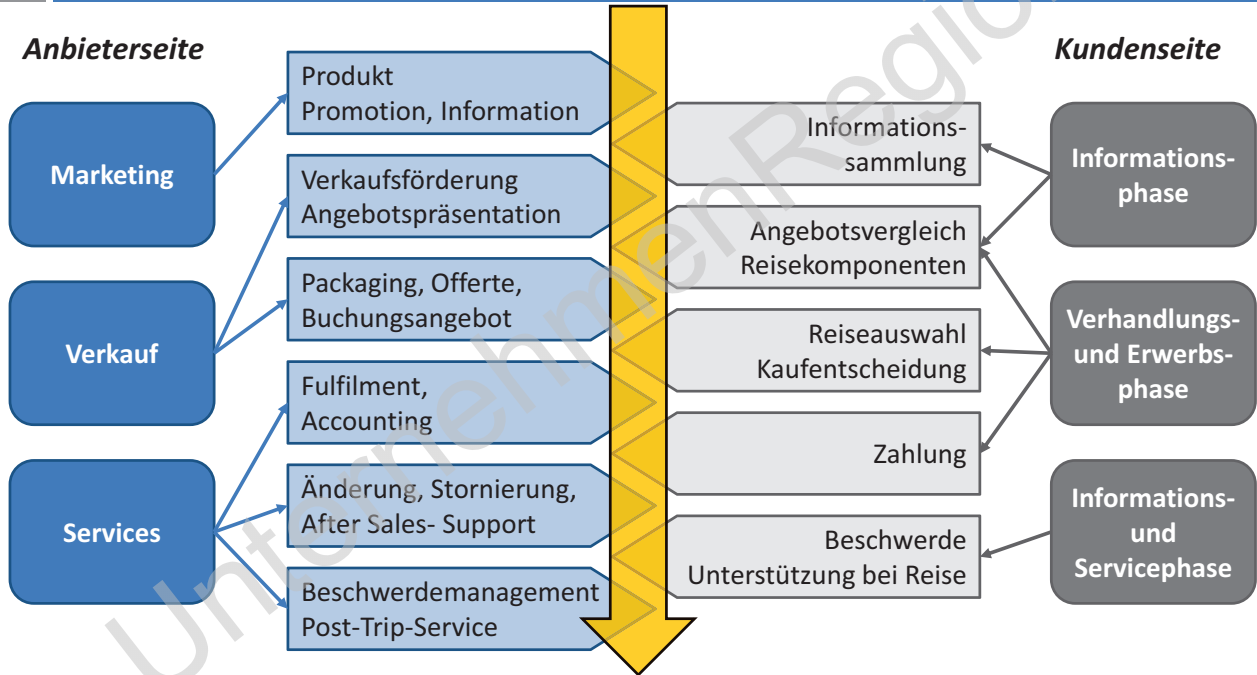 Anbieterseite
Marketing
Verkauf
Services
Produkt
Promotion, Information
Verkaufsförderung
Angebotspräsentation
Packaging, Offerte,
Buchungsangebot
Fulfilment,
Accounting
Änderung, Stornierung,
After Sales- Support
Beschwerdemanagement
Post-Trip-Service
Informations-
sammlung
Angebotsvergleich
Reisekomponenten
Reiseauswahl
Kaufentscheidung
Zahlung
Beschwerde
Unterstützung bei Reise
Kundenseite
Informations-
phase
Verhandlungs-
und Erwerbs-
phase
Informations-
und
Servicephase
UnternehmenRegio